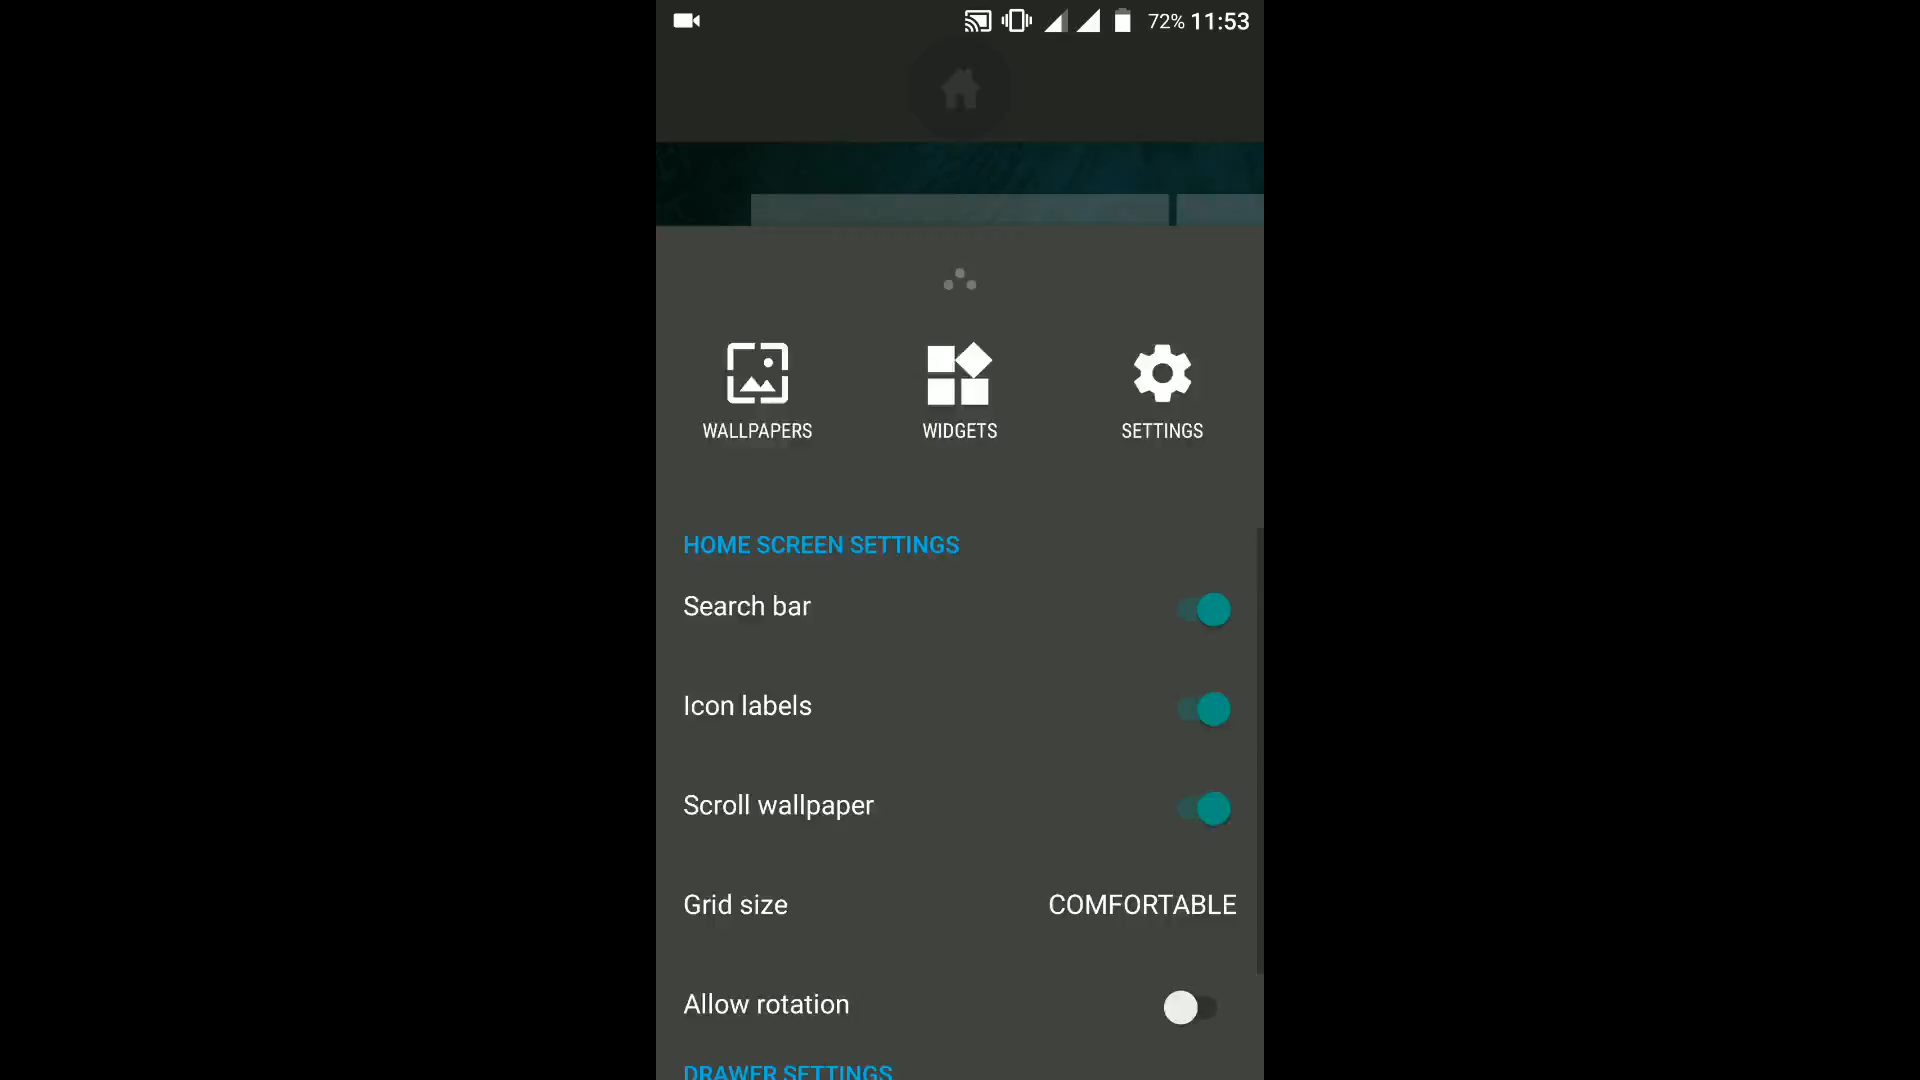 72% 11:53
WALLPAPERS WIDGETS SETTINGS
HOME SCREEN SETTINGS
Search bar
Icon labels
Scroll wallpaper
Grid size COMFORTABLE
Allow rotation
DRAWER SETTINGS